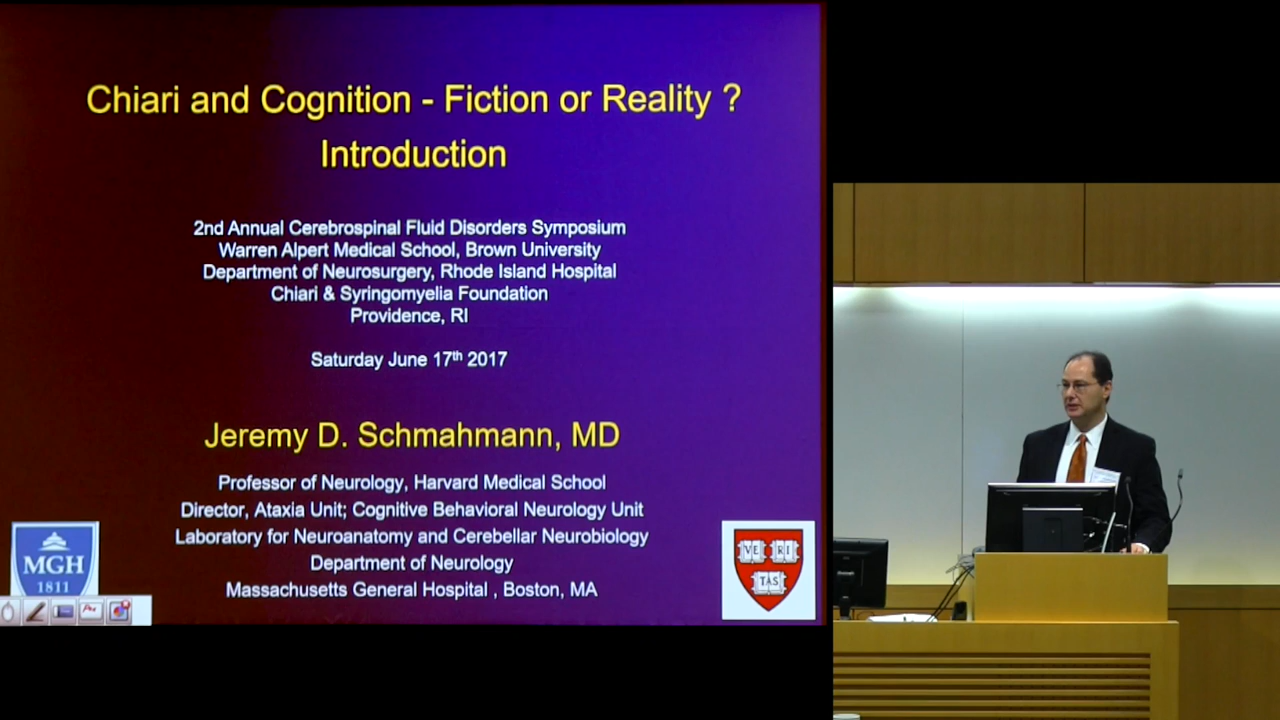 Chiari and Cognition - Fiction or Reality ?
Introduction
2nd Annual Cerebrospinal Fluid Disorders Symposium
Warren Alpert Medical School, Brown University
Department of Neurosurgery, Rhode Island Hospital
Chiari & Syringomyelia Foundation
Providence, RI
Saturday June 17th 2017
Jeremy D. Schmahmann, MD
Professor of Neurology, Harvard Medical School
Director, Ataxia Unit; Cognitive Behavioral Neurology Unit
Laboratory for Neuroanatomy and Cerebellar Neurobiology
Department of Neurology
Massachusetts General Hospital , Boston, MA
MGH
1811
VE RI
TAS